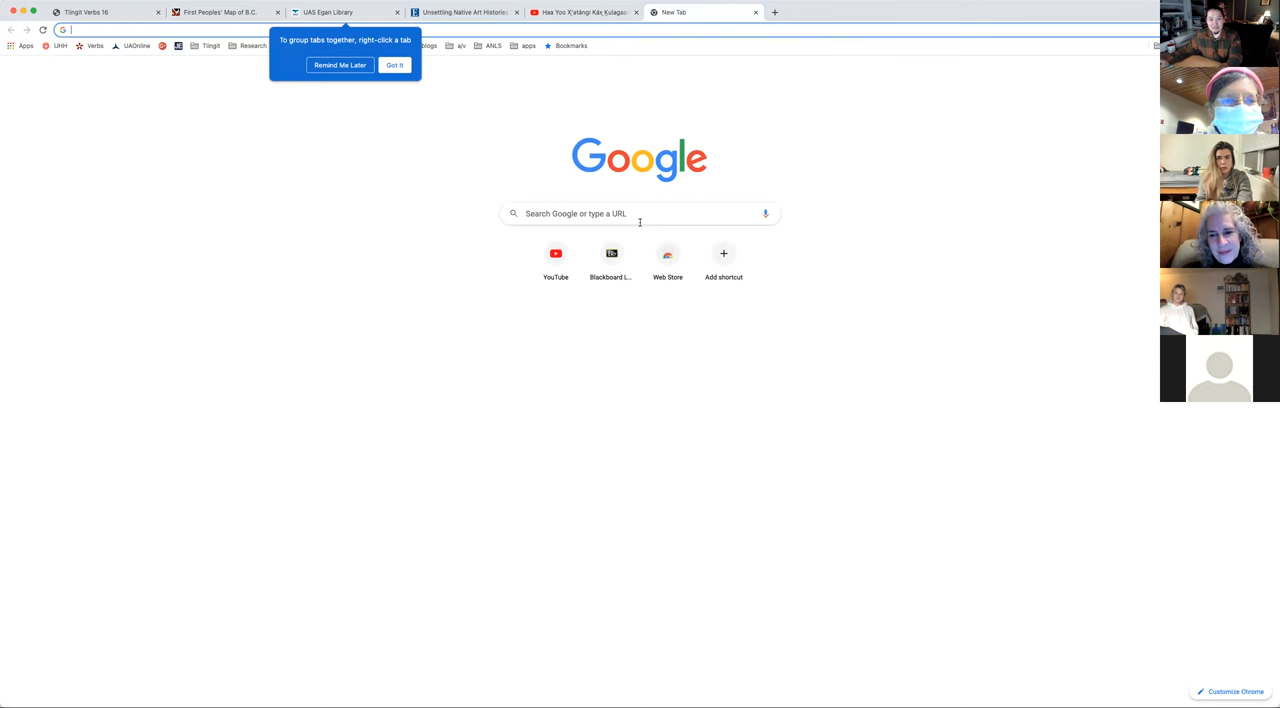 Tlingit Verbs 16
First Peoples' Map of B.C.
UAS Egan Library
Unsettling Native Art Histories
Haa Yoo X̱'atángi Káx̱ Ḵulagaa
New Tab
Apps
UHH
Verbs
UAOnline
Tlingit
Research
blogs
a/v
ANLS
apps
Bookmarks
To group tabs together, right-click a tab
Remind Me Later
Got It
Google
Search Google or type a URL
YouTube
Blackboard L...
Web Store
Add shortcut
Customize Chrome